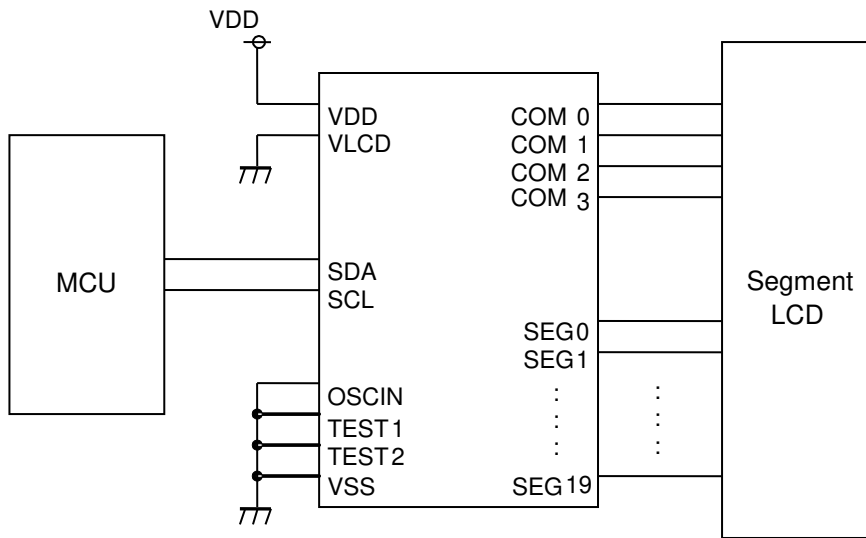 VDD
VDD
VLCD
COM 0
COM 1
COM 2
COM 3
MCU
SDA
SCL
Segment
LCD
SEG0
SEG1
OSCIN
TEST1
TEST2
VSS
SEG19